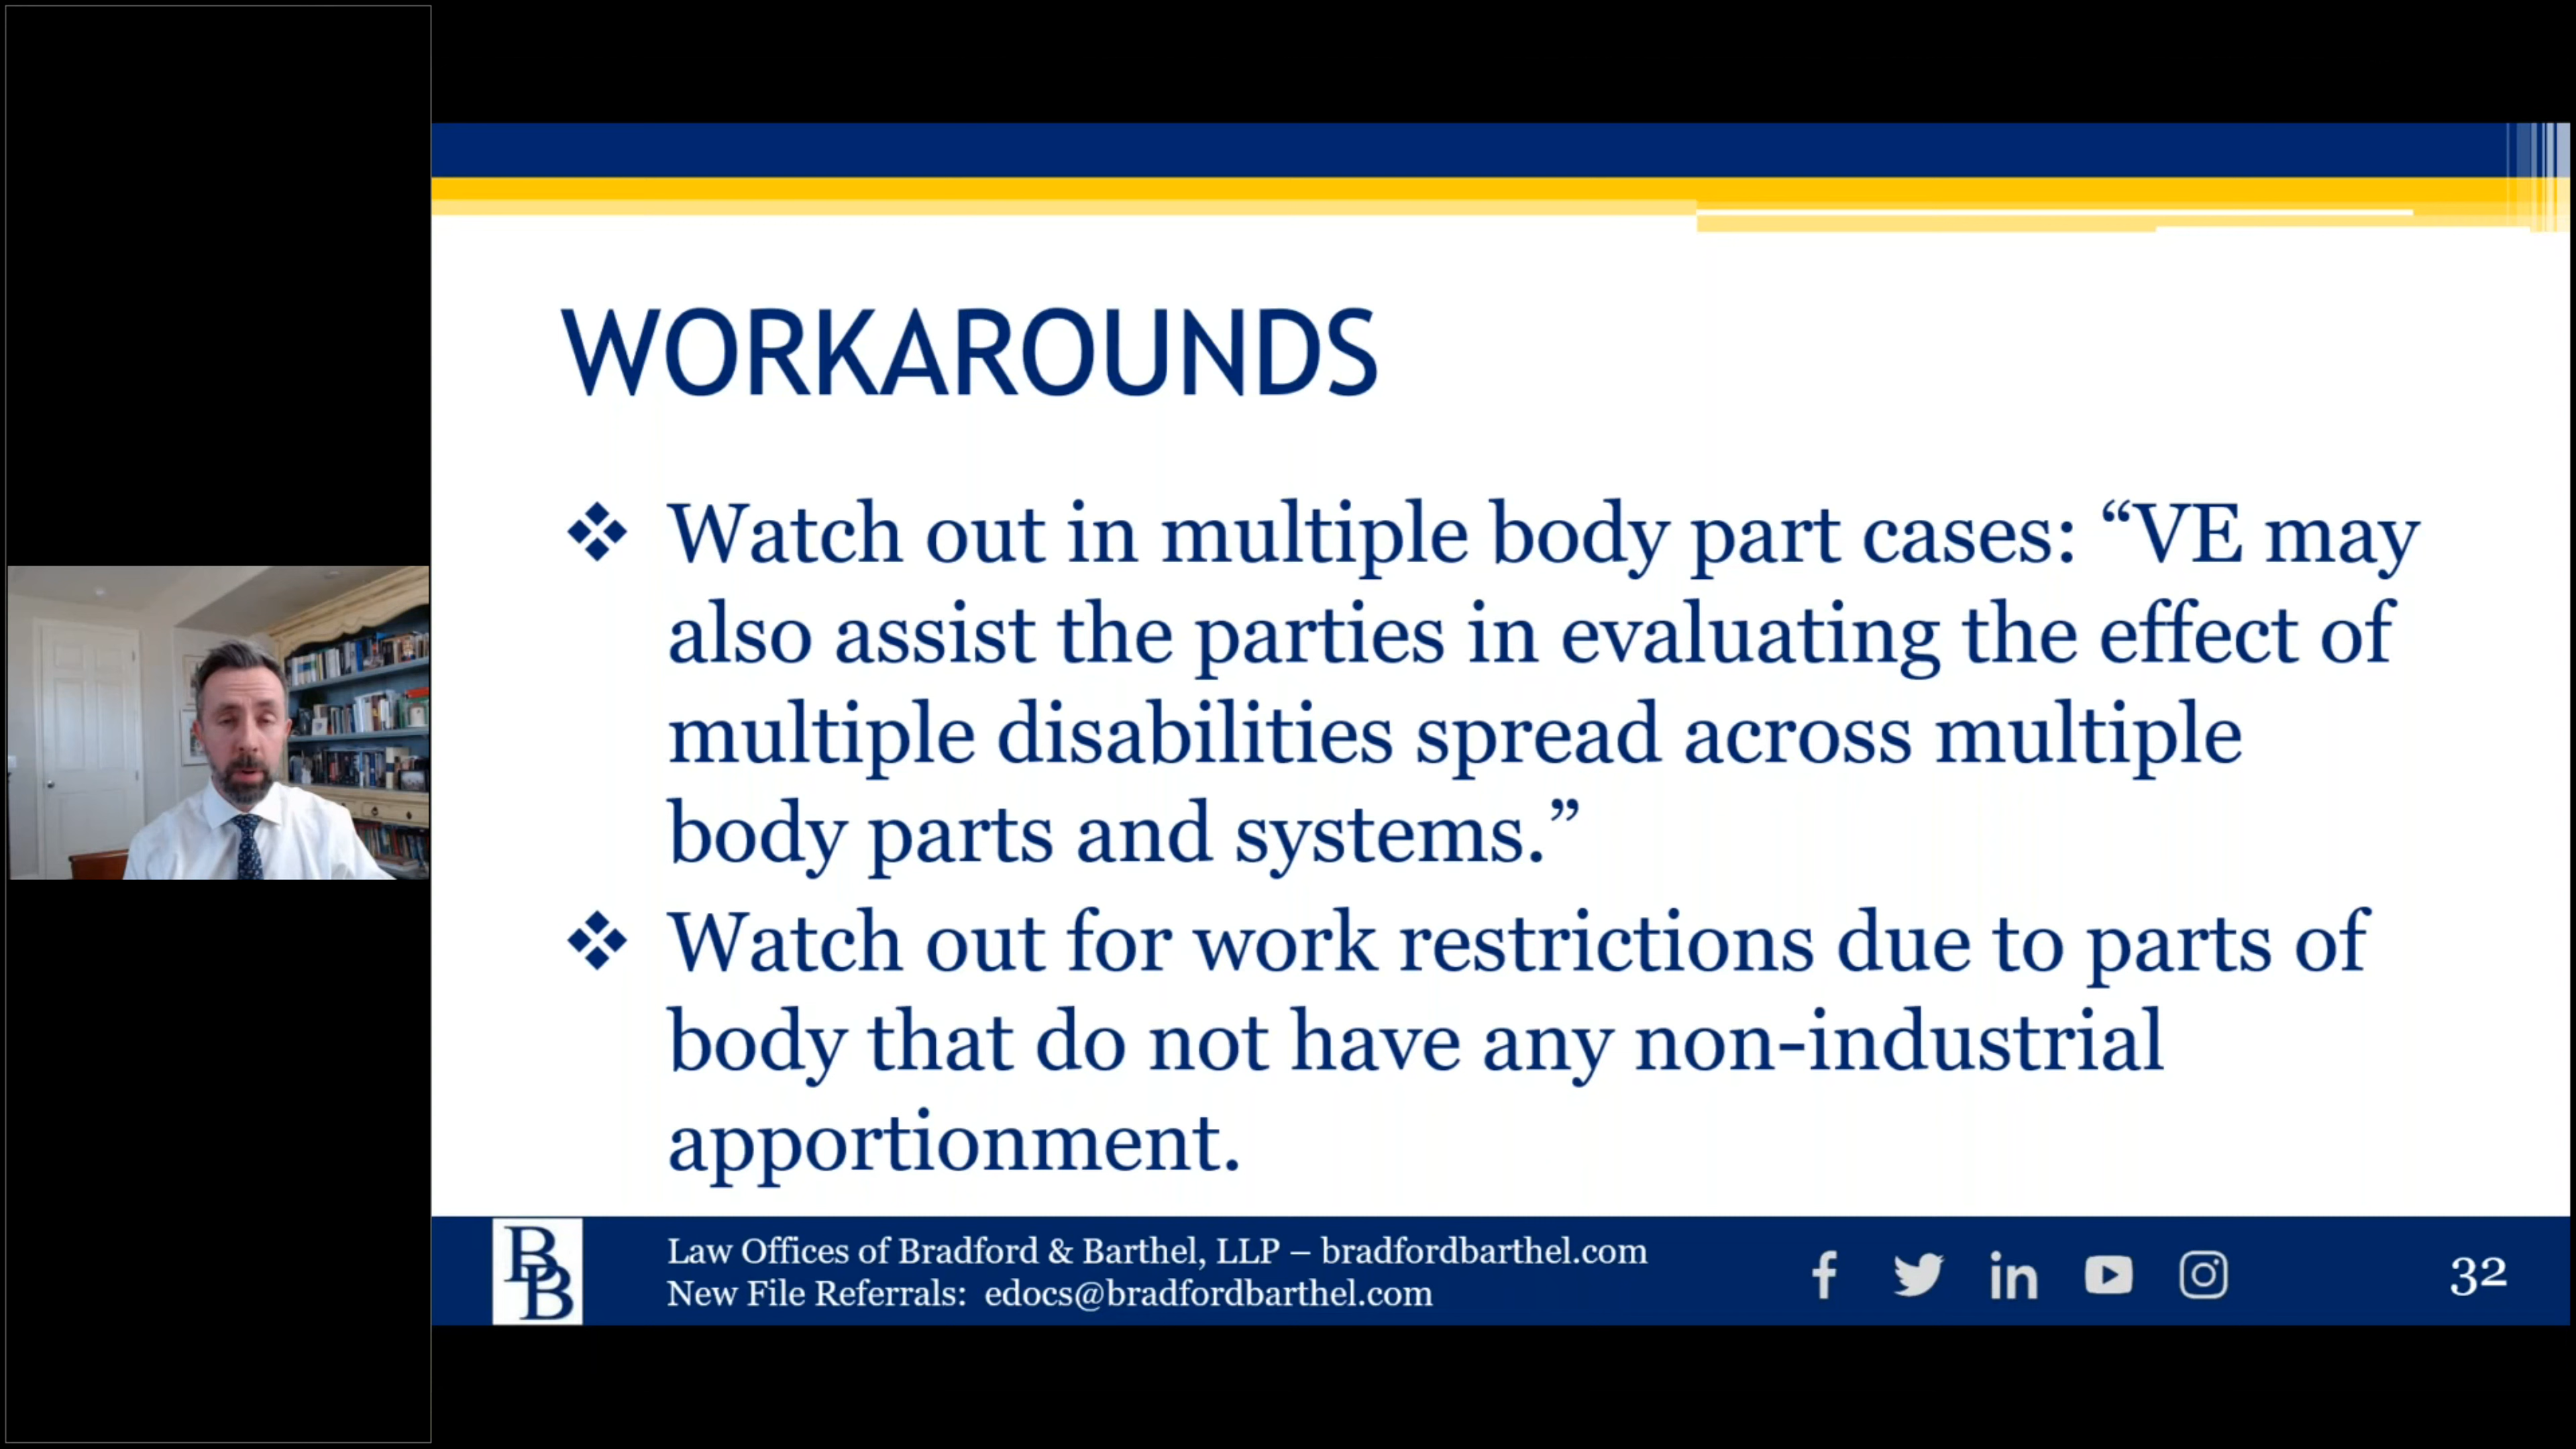 WORKAROUNDS
❖ Watch out in multiple body part cases: “VE may
also assist the parties in evaluating the effect of
multiple disabilities spread across multiple
body parts and systems.”
❖ Watch out for work restrictions due to parts of
body that do not have any non-industrial
apportionment.
BB
Law Offices of Bradford & Barthel, LLP – bradfordbarthel.com
New File Referrals: edocs@bradfordbarthel.com
32